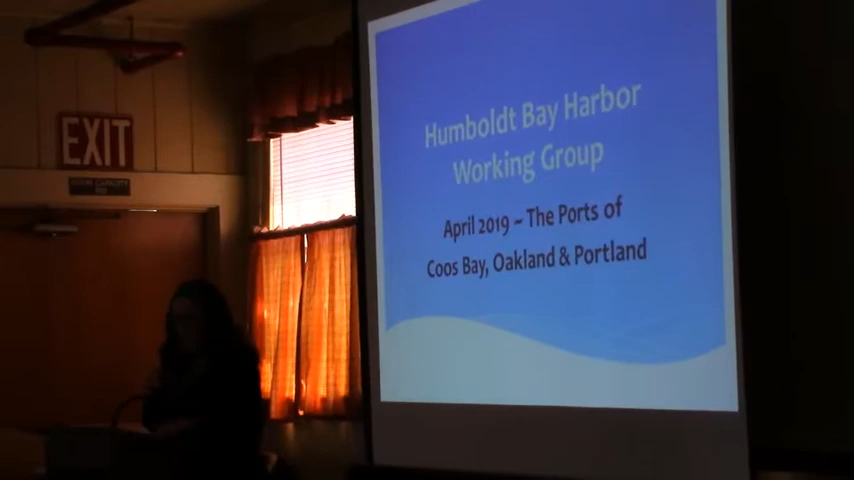 EXIT
Humboldt Bay Harbor
Working Group
April 2019 – The Ports of
Coos Bay, Oakland & Portland